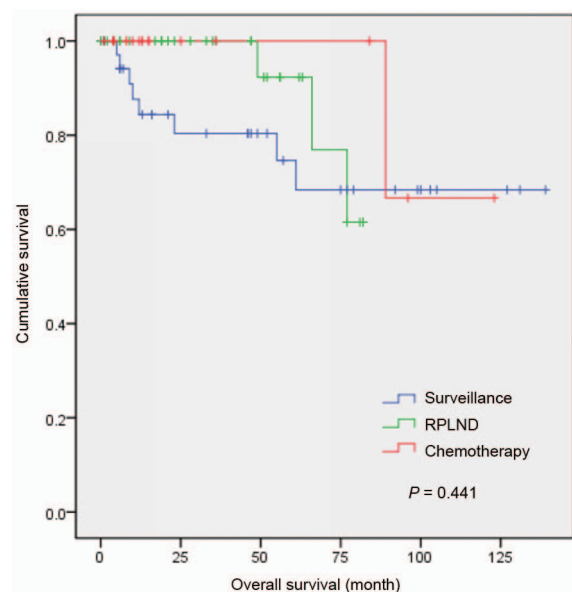 1.0
0.8
0.6
0.4
0.2
0.0
Cumulative survival
Surveillance
RPLND
Chemotherapy
P = 0.441
0 25 50 75 100 125
Overall survival (month)